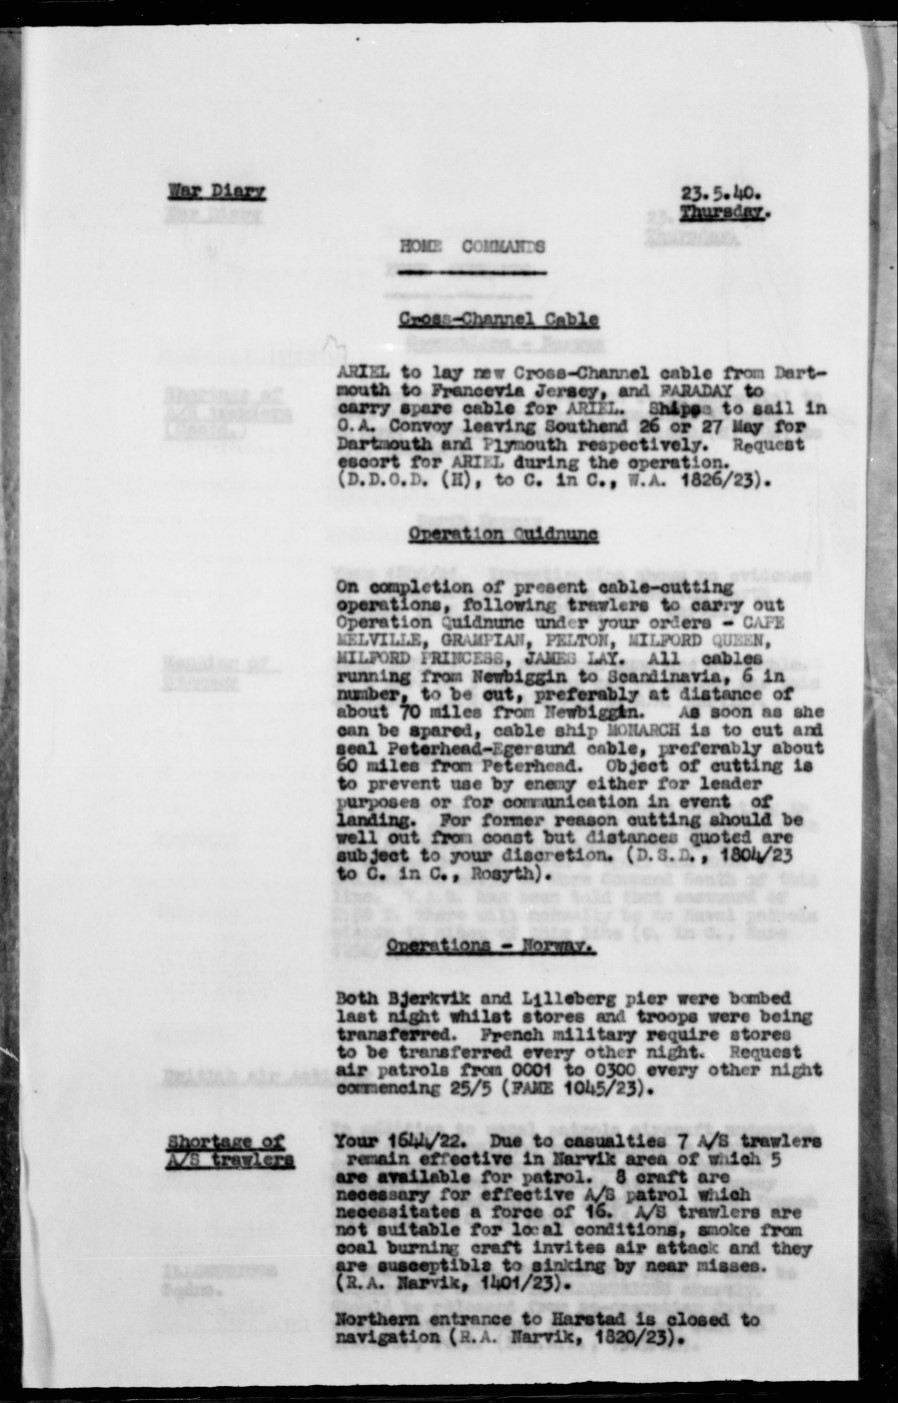 War Diary
23.5.40.
Thursday.
HOME COMMANDS
Cross-Channel Cable
ARIEL to lay new Cross-Channel cable from Dart-
mouth to Francevia Jersey, and FARADAY to
carry spare cable for ARIEL. Ships to sail in
O.A. Convoy leaving Southend 26 or 27 May for
Dartmouth and Plymouth respectively. Request
escort for ARIEL during the operation.
(D.D.O.D. (H), to C. in C., W.A. 1826/23).
Operation Quidnunc
On completion of present cable-cutting
operations, following trawlers to carry out
Operation Quidnunc under your orders - CAPE
MELVILLE, GRAMPIAN, PELTON, MILFORD QUEEN,
MILFORD PRINCESS, JAMES LAY. All cables
running from Newbiggin to Scandinavia, 6 in
number, to be cut, preferably at distance of
about 70 miles from Newbiggin. As soon as she
can be spared, cable ship MONARCH is to cut and
seal Peterhead-Egersund cable, preferably about
60 miles from Peterhead. Object of cutting is
to prevent use by enemy either for leader
purposes or for communication in event of
landing. For former reason cutting should be
well out from coast but distances quoted are
subject to your discretion. (D.S.D., 1804/23
to C. in C., Rosyth).
Operations - Norway.
Both Bjerkvik and Lilleberg pier were bombed
last night whilst stores and troops were being
transferred. French military require stores
to be transferred every other night. Request
air patrols from 0001 to 0300 every other night
commencing 25/5 (FAME 1045/23).
Shortage of
A/S trawlers
Your 1644/22. Due to casualties 7 A/S trawlers
remain effective in Narvik area of which 5
are available for patrol. 8 craft are
necessary for effective A/S patrol which
necessitates a force of 16. A/S trawlers are
not suitable for local conditions, smoke from
coal burning craft invites air attack and they
are susceptible to sinking by near misses.
(R.A. Narvik, 1401/23).
Northern entrance to Harstad is closed to
navigation (R.A. Narvik, 1820/23).